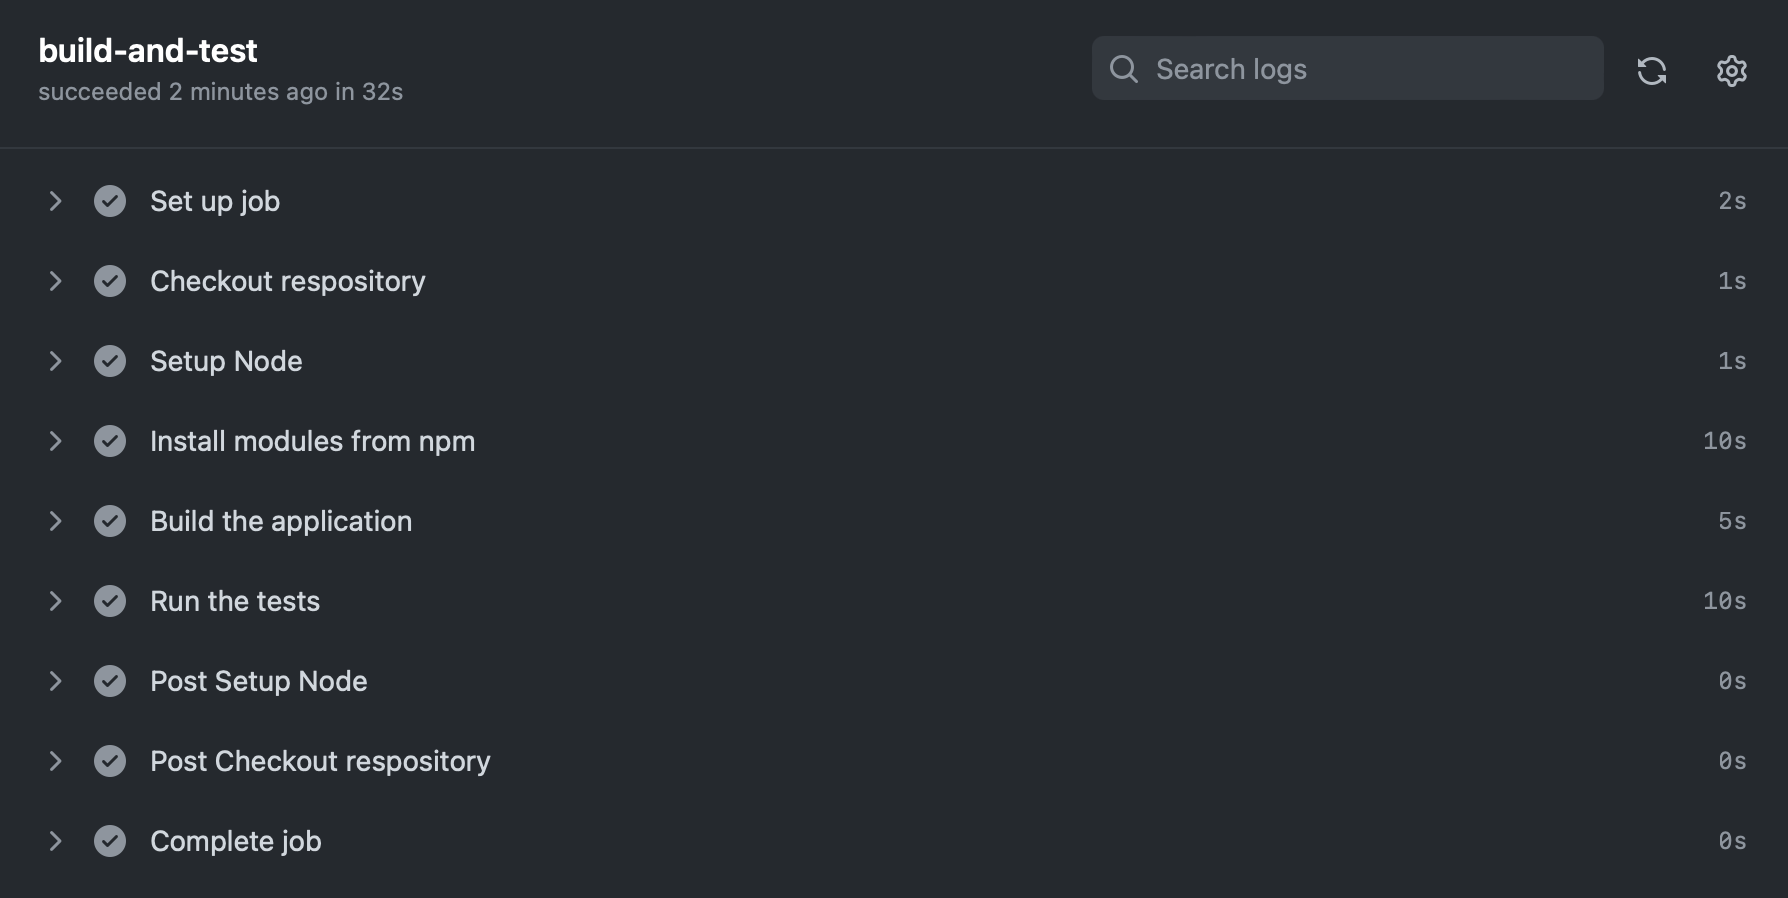 build-and-test
succeeded 2 minutes ago in 32s
Search logs
Set up job 2s
Checkout respository 1s
Setup Node 1s
Install modules from npm 10s
Build the application 5s
Run the tests 10s
Post Setup Node 0s
Post Checkout respository 0s
Complete job 0s